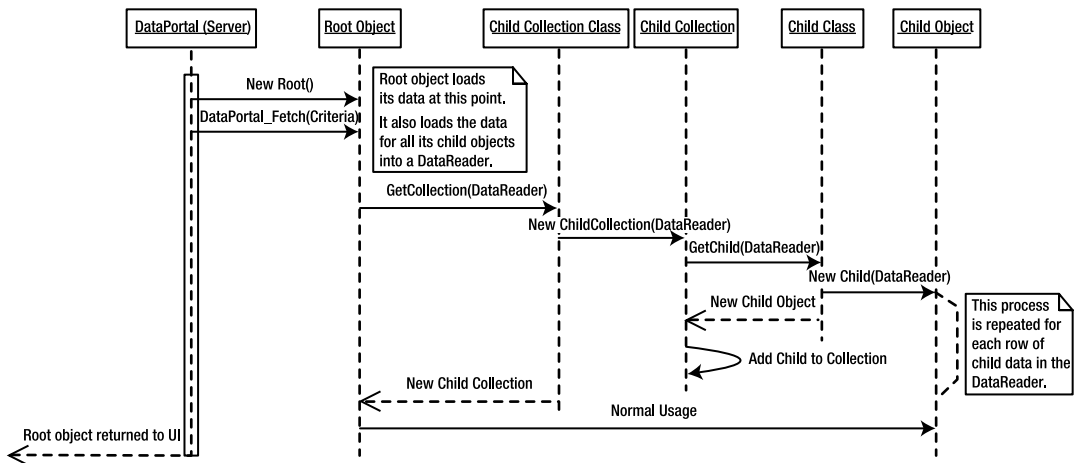 DataPortal (Server)
Root Object
Child Collection Class
Child Collection
Child Class
Child Object
New Root()
DataPortal_Fetch(Criteria)
Root object loads
its data at this point.
It also loads the data
for all its child objects
into a DataReader.
GetCollection(DataReader)
New ChildCollection(DataReader)
GetChild(DataReader)
New Child(DataReader)
New Child Object
This process
is repeated for
each row of
child data in the
DataReader.
Add Child to Collection
New Child Collection
Normal Usage
Root object returned to UI